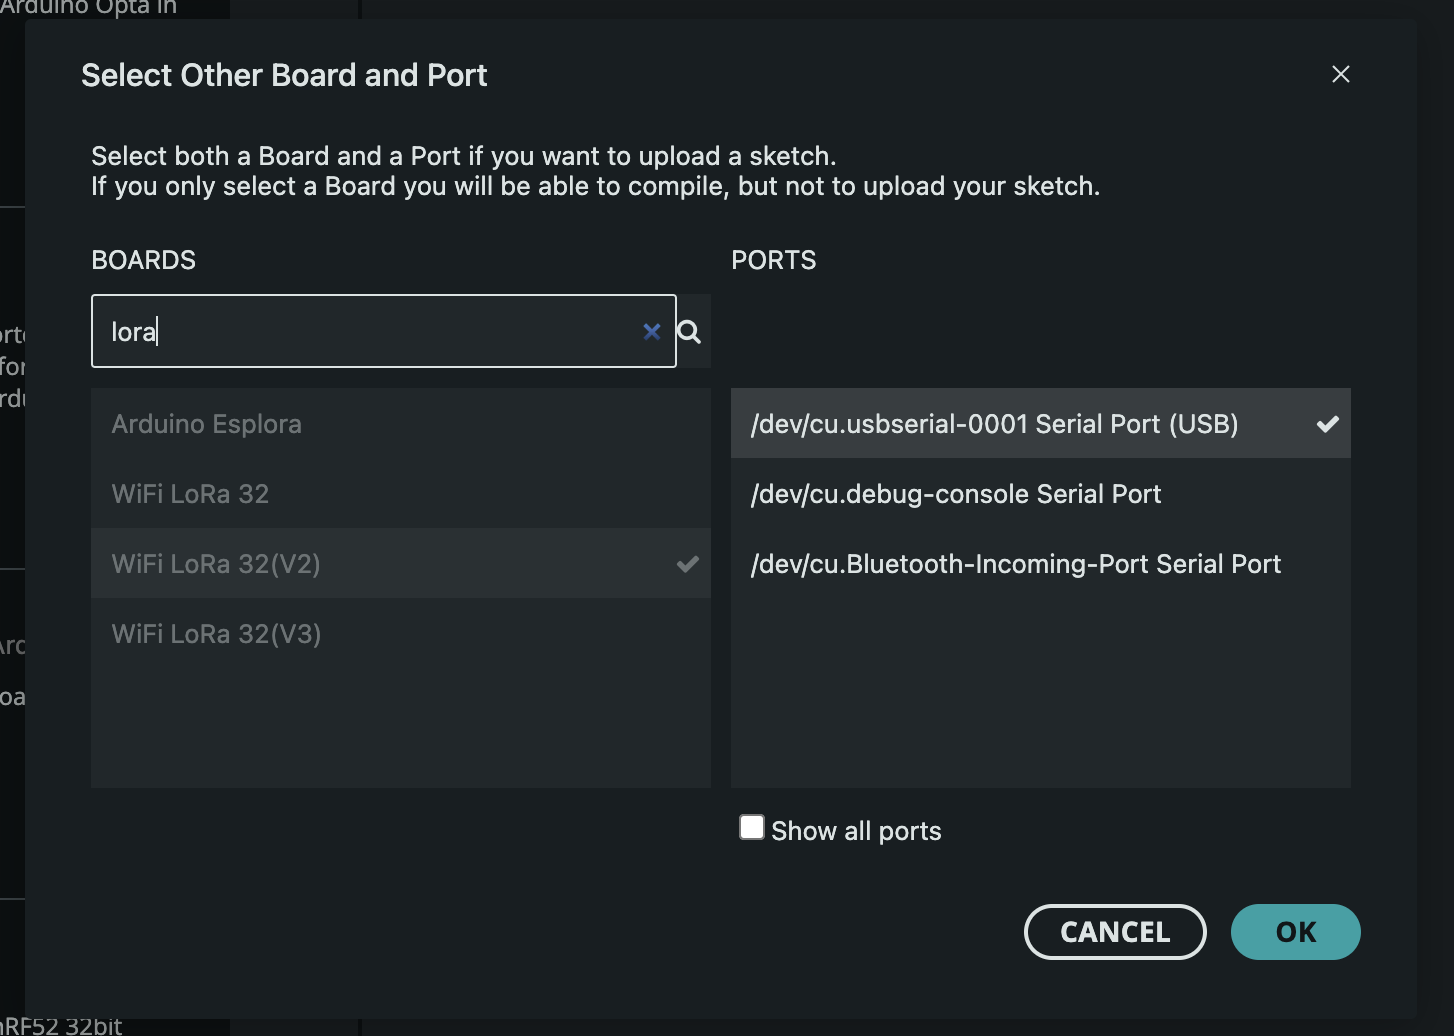 Arduino Opta in
Select Other Board and Port
Select both a Board and a Port if you want to upload a sketch.
If you only select a Board you will be able to compile, but not to upload your sketch.
BOARDS
PORTS
lora
Arduino Esplora
WiFi LoRa 32
WiFi LoRa 32(V2)
WiFi LoRa 32(V3)
/dev/cu.usbserial-0001 Serial Port (USB)
/dev/cu.debug-console Serial Port
/dev/cu.Bluetooth-Incoming-Port Serial Port
Show all ports
CANCEL
OK
nRF52 32bit